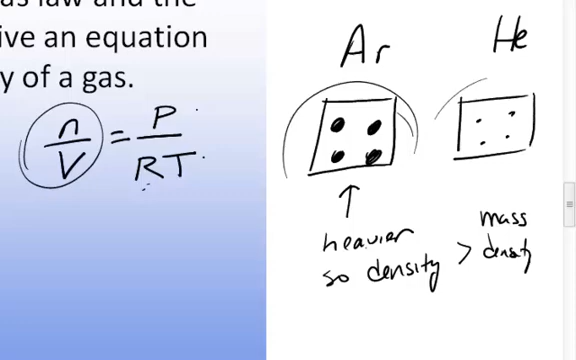 as law and the
ive an equation
y of a gas.
n/V = P/RT
Ar
He
heavier
so density > mass density